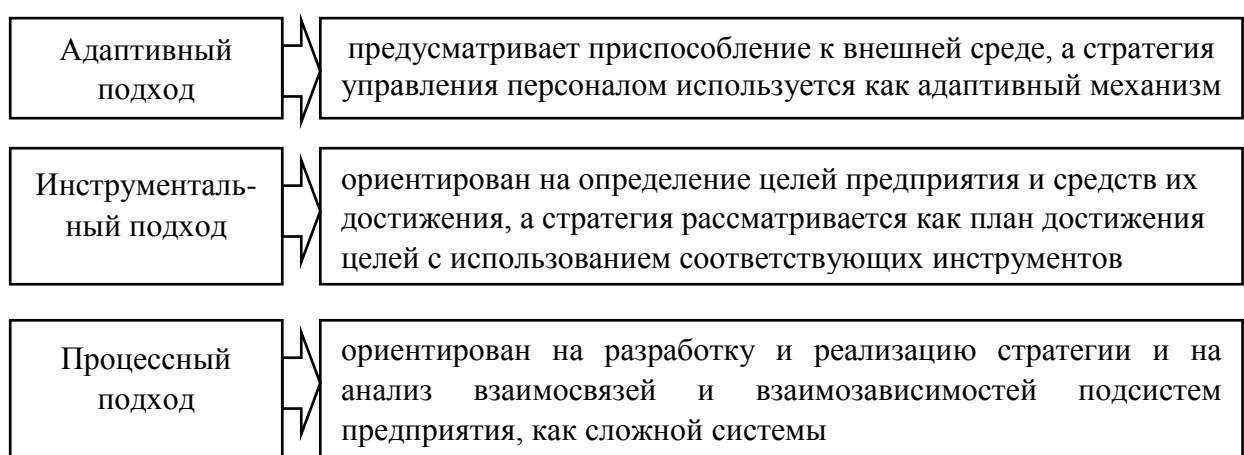 Адаптивный
подход
предусматривает приспособление к внешней среде, а стратегия
управления персоналом используется как адаптивный механизм
Инструменталь-
ный подход
ориентирован на определение целей предприятия и средств их
достижения, а стратегия рассматривается как план достижения
целей с использованием соответствующих инструментов
Процессный
подход
ориентирован на разработку и реализацию стратегии и на
анализ взаимосвязей и взаимозависимостей подсистем
предприятия, как сложной системы